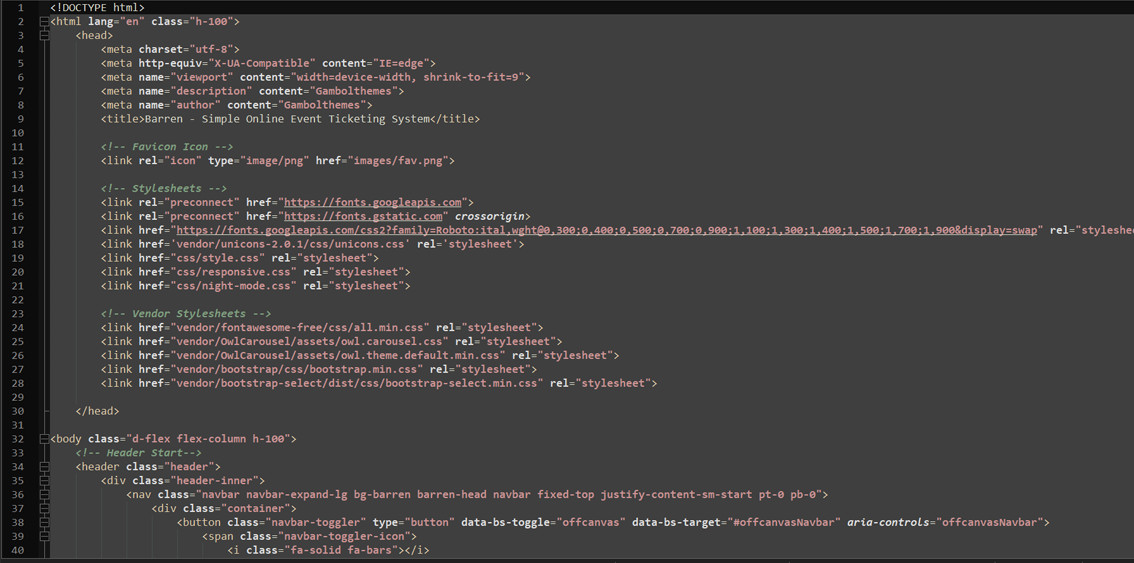 1 <!DOCTYPE html>
2 <html lang="en" class="h-100">
3 <head>
4 <meta charset="utf-8">
5 <meta http-equiv="X-UA-Compatible" content="IE=edge">
6 <meta name="viewport" content="width=device-width, shrink-to-fit=9">
7 <meta name="description" content="Gambolthemes">
8 <meta name="author" content="Gambolthemes">
9 <title>Barren - Simple Online Event Ticketing System</title>
10
11 <!-- Favicon Icon -->
12 <link rel="icon" type="image/png" href="images/fav.png">
13
14 <!-- Stylesheets -->
15 <link rel="preconnect" href="https://fonts.googleapis.com">
16 <link rel="preconnect" href="https://fonts.gstatic.com" crossorigin>
17 <link href="https://fonts.googleapis.com/css2?family=Roboto:ital,wght@0,300;0,400;0,500;0,700;0,900;1,100;1,300;1,400;1,500;1,700;1,900&display=swap" rel="styleshe
18 <link href='vendor/unicons-2.0.1/css/unicons.css' rel='stylesheet'>
19 <link href="css/style.css" rel="stylesheet">
20 <link href="css/responsive.css" rel="stylesheet">
21 <link href="css/night-mode.css" rel="stylesheet">
22
23 <!-- Vendor Stylesheets -->
24 <link href="vendor/fontawesome-free/css/all.min.css" rel="stylesheet">
25 <link href="vendor/OwlCarousel/assets/owl.carousel.css" rel="stylesheet">
26 <link href="vendor/OwlCarousel/assets/owl.theme.default.min.css" rel="stylesheet">
27 <link href="vendor/bootstrap/css/bootstrap.min.css" rel="stylesheet">
28 <link href="vendor/bootstrap-select/dist/css/bootstrap-select.min.css" rel="stylesheet">
29
30 </head>
31
32 <body class="d-flex flex-column h-100">
33 <!-- Header Start-->
34 <header class="header">
35 <div class="header-inner">
36 <nav class="navbar navbar-expand-lg bg-barren barren-head navbar fixed-top justify-content-sm-start pt-0 pb-0">
37 <div class="container">
38 <button class="navbar-toggler" type="button" data-bs-toggle="offcanvas" data-bs-target="#offcanvasNavbar" aria-controls="offcanvasNavbar">
39 <span class="navbar-toggler-icon">
40 <i class="fa-solid fa-bars"></i>